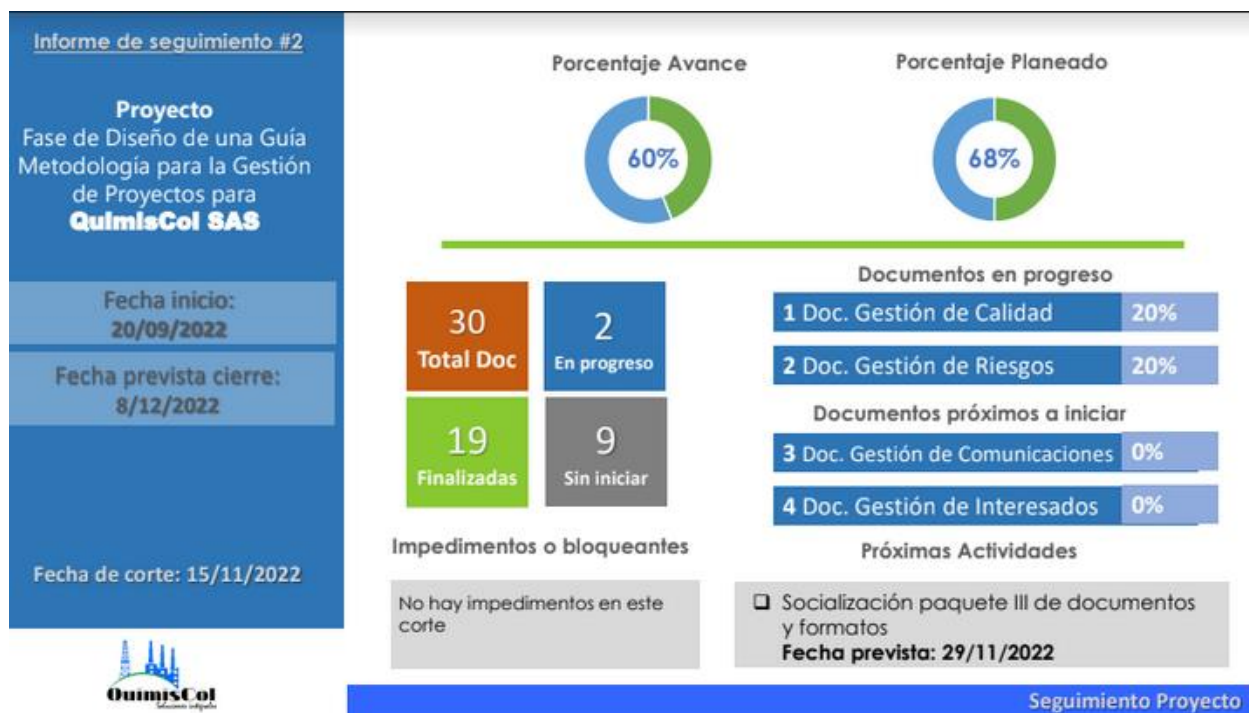 Informe de seguimiento #2
Proyecto
Fase de Diseño de una Guía
Metodología para la Gestión
de Proyectos para
QuimisCol SAS
Fecha inicio:
20/09/2022
Fecha prevista cierre:
8/12/2022
Fecha de corte: 15/11/2022
QuimisCol
Soluciones integrales
Porcentaje Avance
60%
Porcentaje Planeado
68%
30
Total Doc
2
En progreso
19
Finalizadas
9
Sin iniciar
Documentos en progreso
1 Doc. Gestión de Calidad 20%
2 Doc. Gestión de Riesgos 20%
Documentos próximos a iniciar
3 Doc. Gestión de Comunicaciones 0%
4 Doc. Gestión de Interesados 0%
Impedimentos o bloqueantes
No hay impedimentos en este
corte
Próximas Actividades
Socialización paquete III de documentos
y formatos
Fecha prevista: 29/11/2022
Seguimiento Proyecto